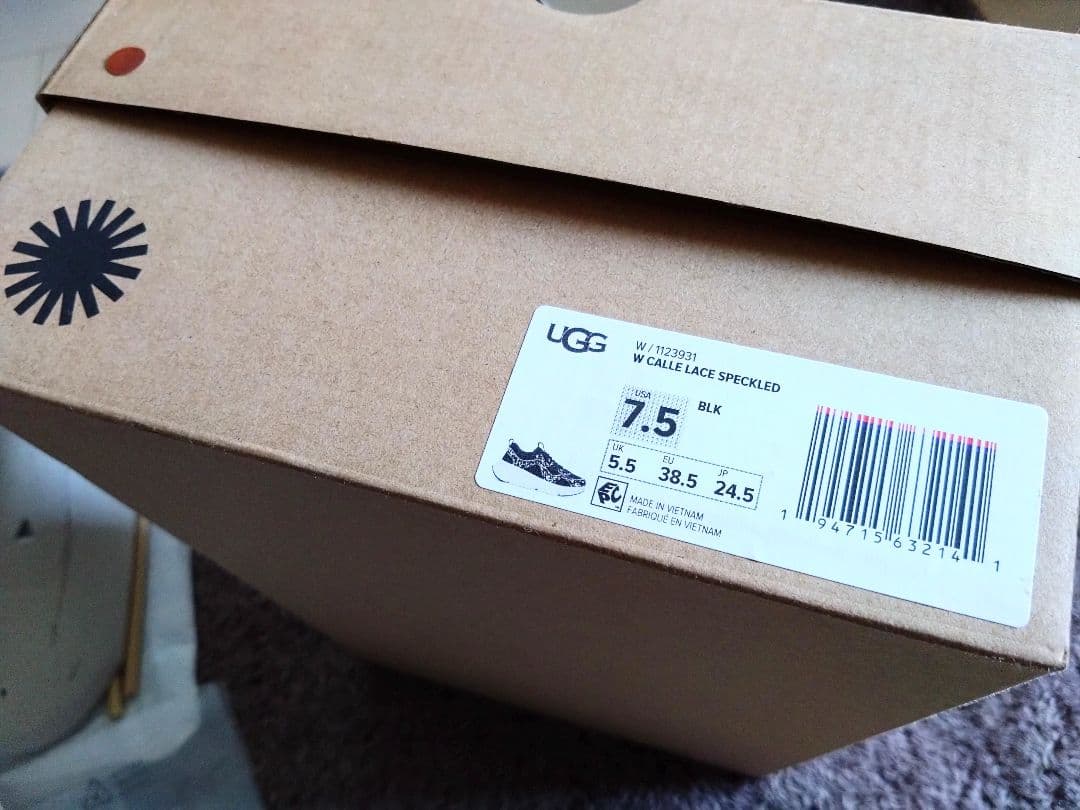 UGG
W / 1123931
W CALLE LACE SPECKLED
USA
7.5
BLK
UK EU JP
5.5 38.5 24.5
MADE IN VIETNAM
FABRIQUÉ EN VIETNAM
1 94715 63214 1